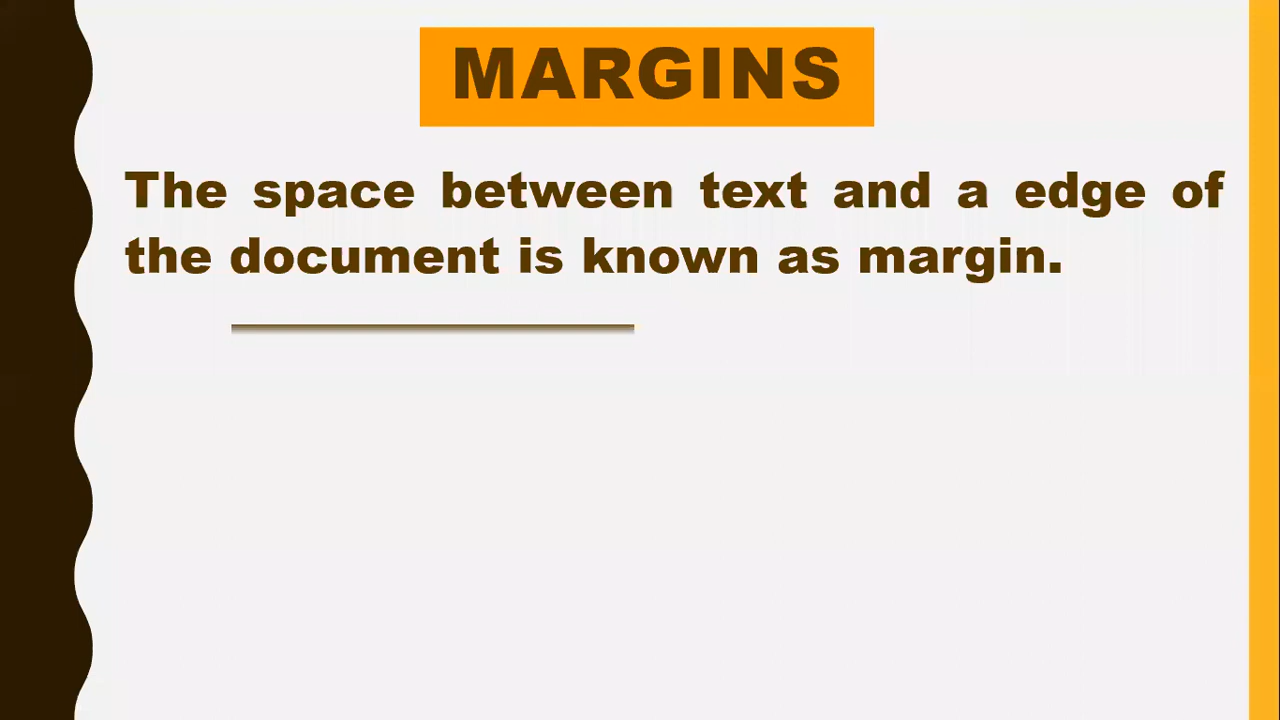 MARGINS
The space between text and a edge of
the document is known as margin.